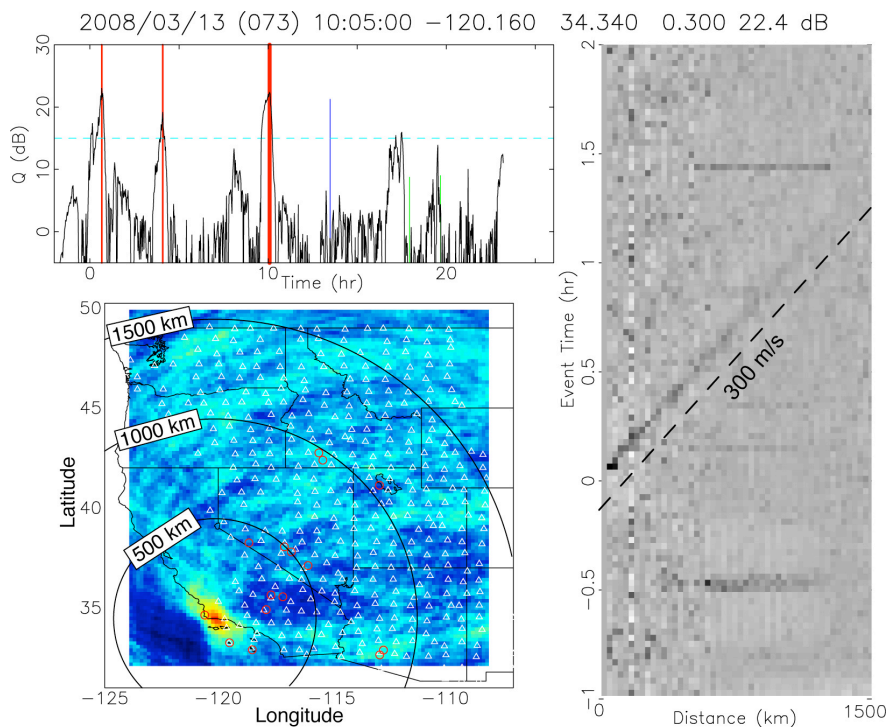 2008/03/13 (073) 10:05:00 -120.160 34.340 0.300 22.4 dB
30
20
10
0
Q (dB)
0
10
20
Time (hr)
50
45
40
35
Latitude
1500 km
1000 km
500 km
-125
-120
-115
-110
Longitude
2
1.5
1
0.5
0
-0.5
-1
Event Time (hr)
300 m/s
-0
1500
Distance (km)